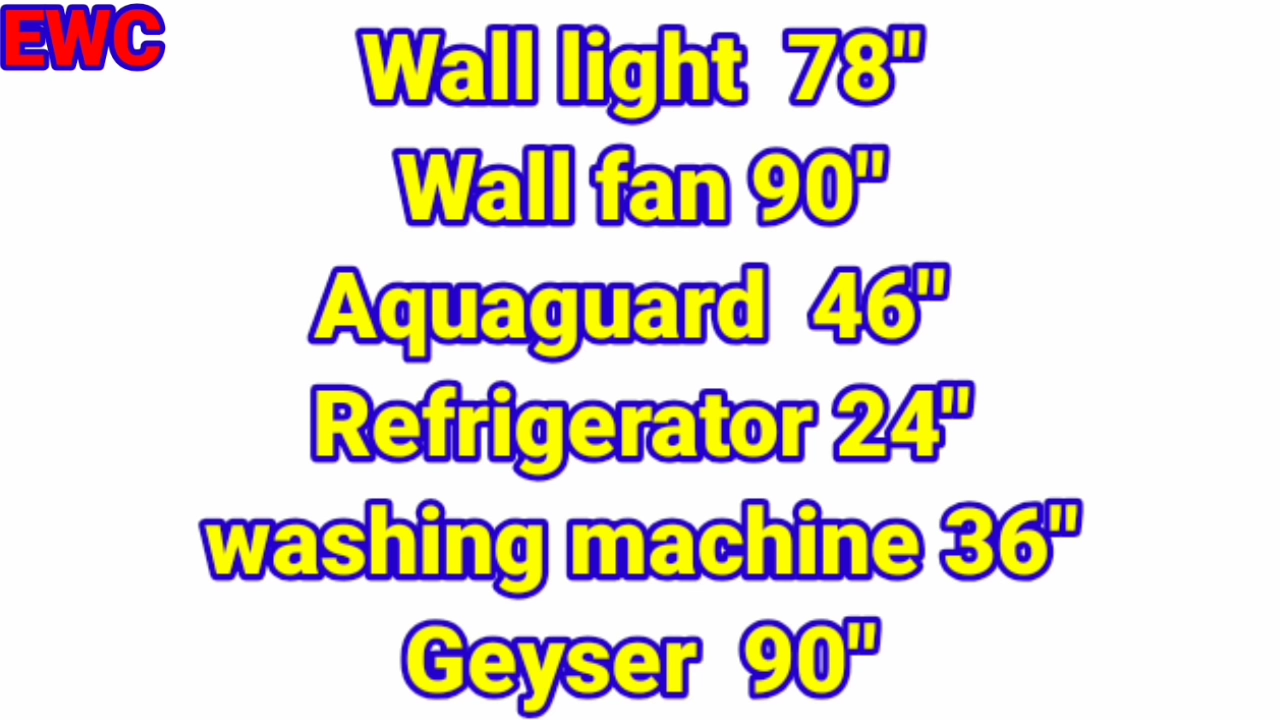 EWC
Wall light 78"
Wall fan 90"
Aquaguard 46"
Refrigerator 24"
washing machine 36"
Geyser 90"